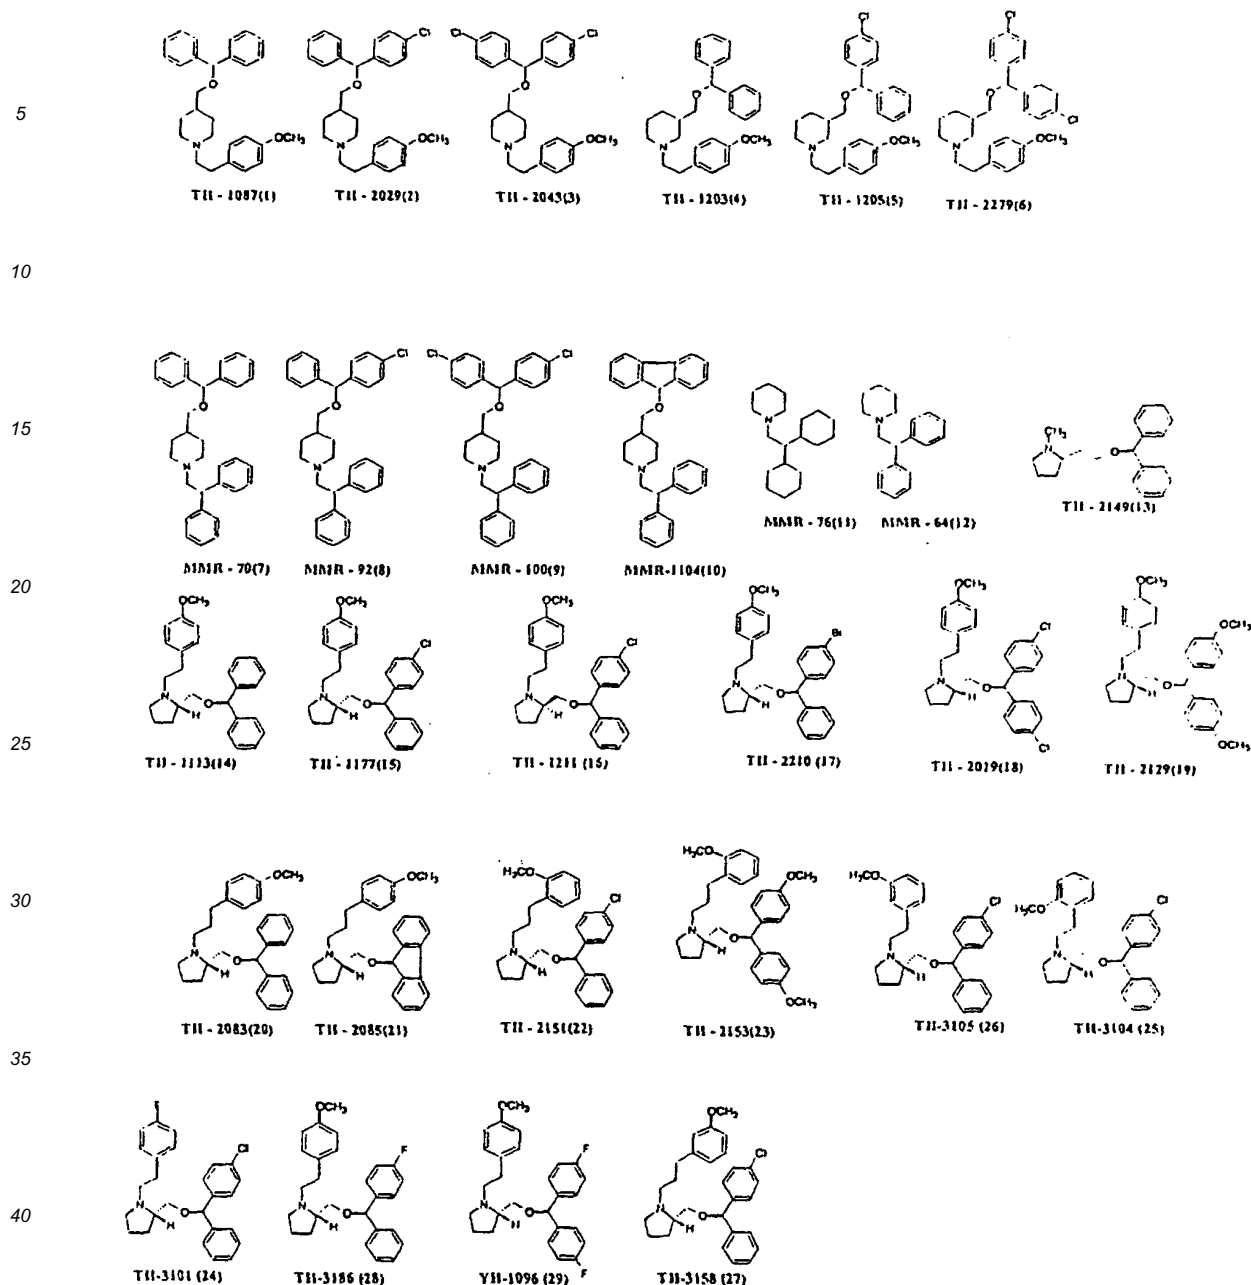 5
TH - 1087(1) TH - 2029(2) TH - 2043(3) TH - 1203(4) TH - 1205(5) TH - 2279(6)
10
15
MMR - 70(7) MMR - 92(8) MMR - 100(9) MMR-1104(10) MMR - 76(11) MMR - 64(12) TH - 2149(13)
20
25
TH - 1113(14) TH - 1177(15) TH - 1211 (16) TH - 2210 (17) TH - 2019(18) TH - 2129(19)
30
TH - 2083(20) TH - 2085(21) TH - 2151(22) TH - 2153(23) TH-3105 (26) TH-3104 (25)
35
40
TH-3101 (24) TH-3186 (28) YH-1096 (29) TH-3158 (27)